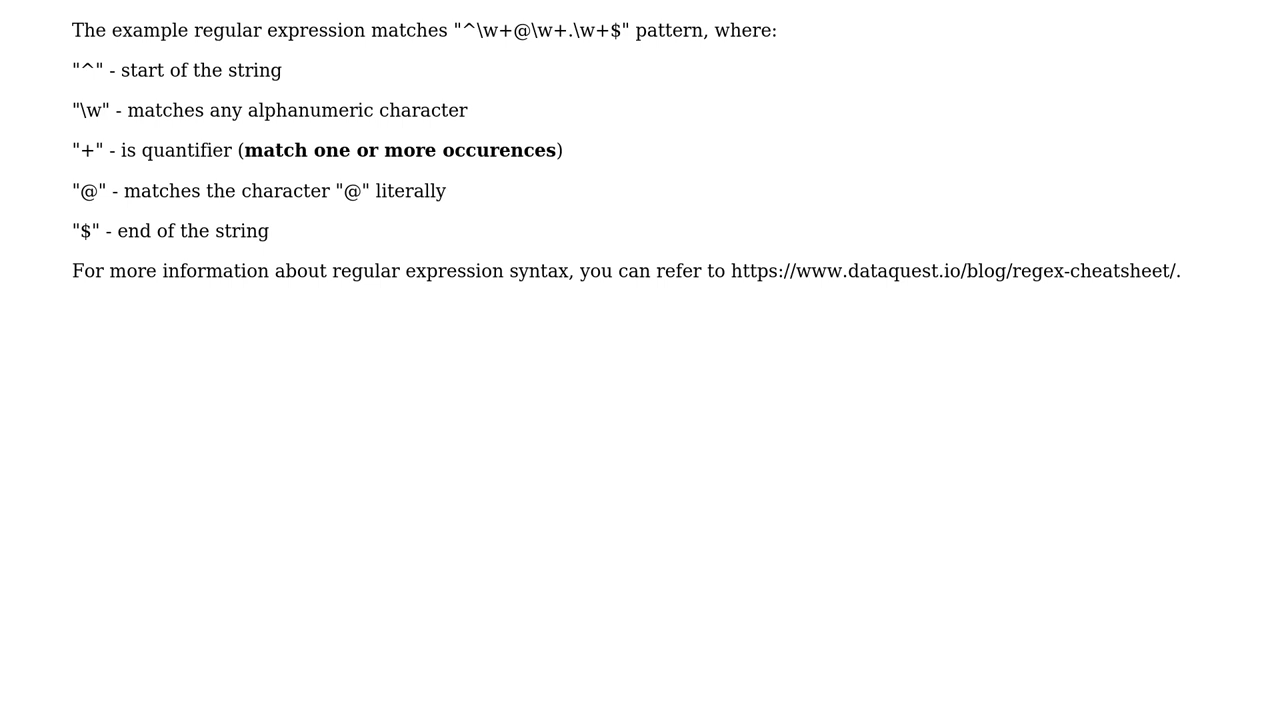 The example regular expression matches "^\w+@\w+.\w+$" pattern, where:
"^" - start of the string
"\w" - matches any alphanumeric character
"+" - is quantifier (match one or more occurences)
"@" - matches the character "@" literally
"$" - end of the string
For more information about regular expression syntax, you can refer to https://www.dataquest.io/blog/regex-cheatsheet/.